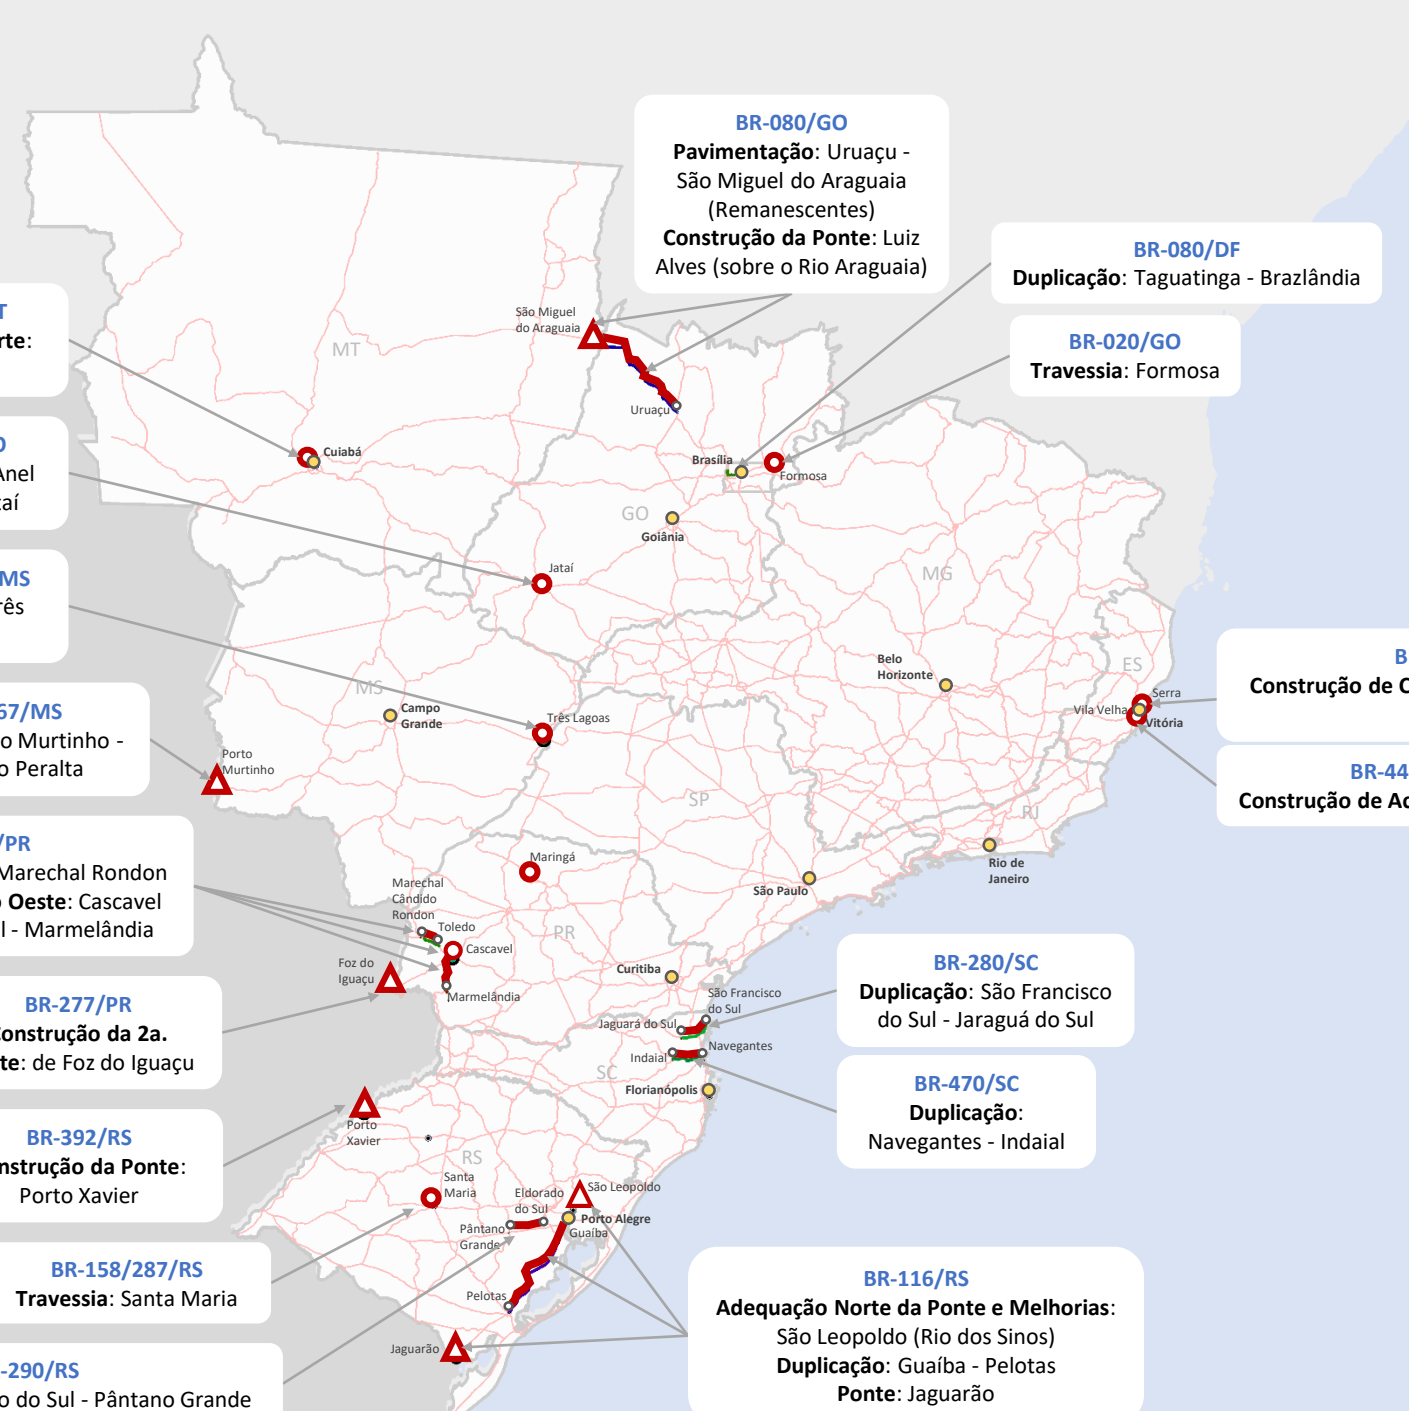 BR-080/GO
Pavimentação: Uruaçu -
São Miguel do Araguaia
(Remanescentes)
Construção da Ponte: Luiz
Alves (sobre o Rio Araguaia)
BR-080/DF
Duplicação: Taguatinga - Brazlândia
BR-020/GO
Travessia: Formosa
T
rte:
O
Anel
taí
MS
rês
67/MS
o Murtinho -
o Peralta
/PR
Marechal Rondon
o Oeste: Cascavel
l - Marmelândia
BR-277/PR
onstrução da 2a.
te: de Foz do Iguaçu
BR-392/RS
nstrução da Ponte:
Porto Xavier
BR-158/287/RS
Travessia: Santa Maria
-290/RS
o do Sul - Pântano Grande
B
Construção de C
BR-44
Construção de Ac
BR-280/SC
Duplicação: São Francisco
do Sul - Jaraguá do Sul
BR-470/SC
Duplicação:
Navegantes - Indaial
BR-116/RS
Adequação Norte da Ponte e Melhorias:
São Leopoldo (Rio dos Sinos)
Duplicação: Guaíba - Pelotas
Ponte: Jaguarão
São Miguel
do Araguaia
MT
Uruaçu
Cuiabá
Brasília
Formosa
GO
Goiânia
Jataí
MG
Belo
Horizonte
ES
Serra
Vila Velha
Vitória
MS
Campo
Grande
Três Lagoas
Porto
Murtinho
SP
RJ
Rio de
Janeiro
São Paulo
Maringá
Marechal
Cândido
Rondon
Toledo
Cascavel
PR
Foz do
Iguaçu
Marmelândia
Curitiba
São Francisco
do Sul
Jaguará do Sul
Navegantes
Indaial
SC
Florianópolis
Porto
Xavier
RS
Santa
Maria
Eldorado
do Sul
São Leopoldo
Porto Alegre
Pântano
Grande
Guaíba
Pelotas
Jaguarão